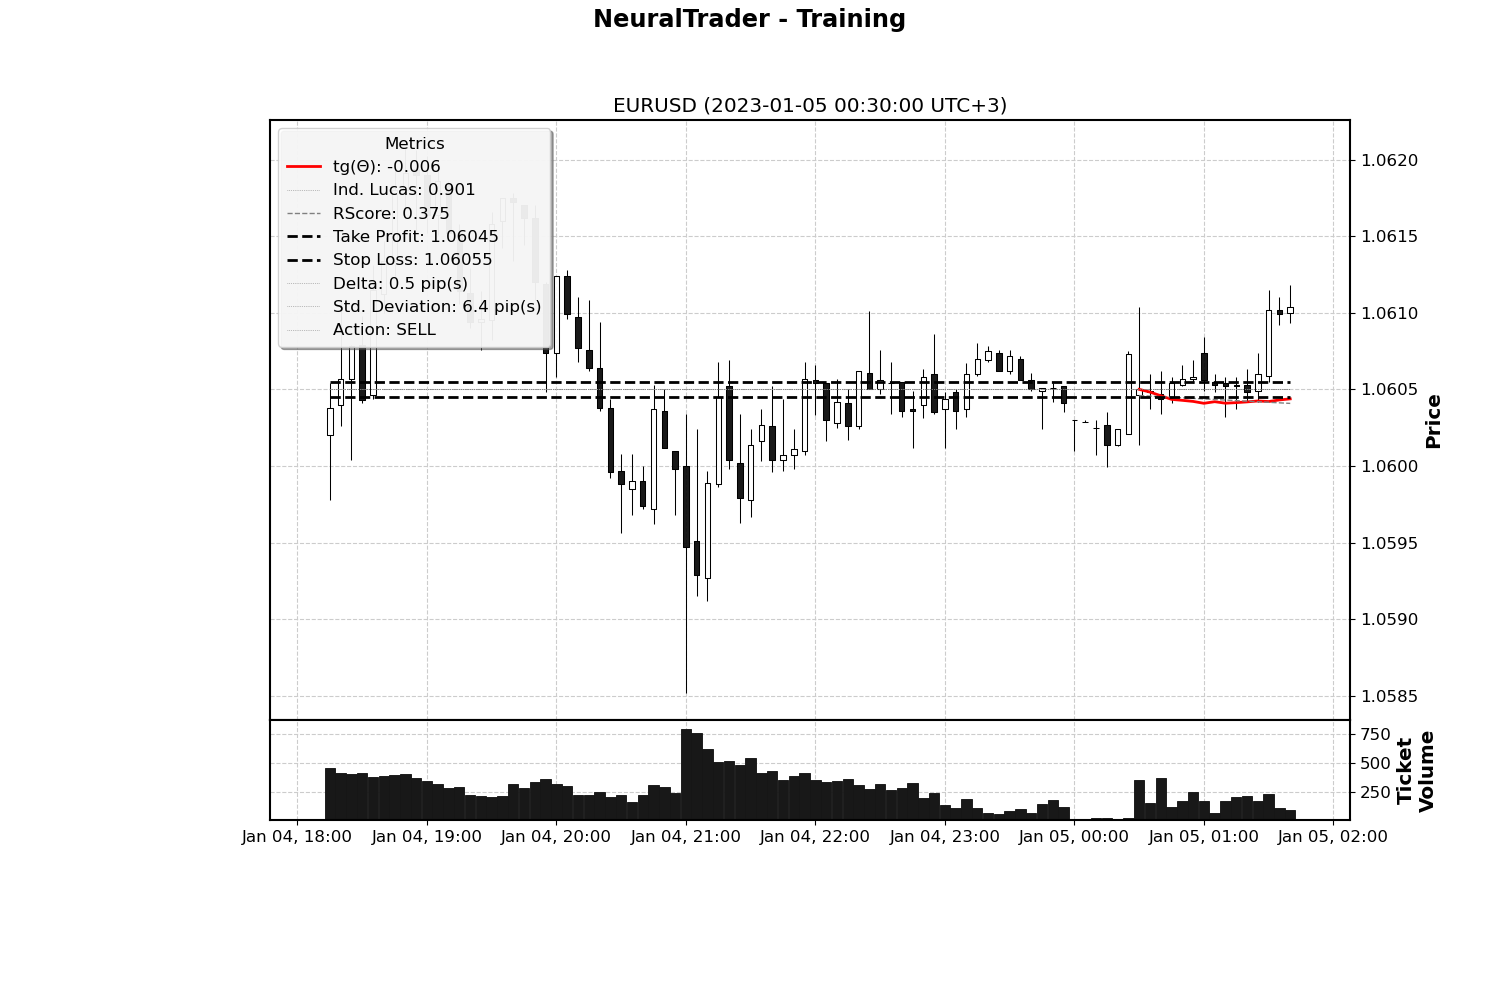 NeuralTrader - Training
EURUSD (2023-01-05 00:30:00 UTC+3)
Metrics
tg(Θ): -0.006
Ind. Lucas: 0.901
RScore: 0.375
Take Profit: 1.06045
Stop Loss: 1.06055
Delta: 0.5 pip(s)
Std. Deviation: 6.4 pip(s)
Action: SELL
1.0620
1.0615
1.0610
1.0605
1.0600
1.0595
1.0590
1.0585
Price
750
500
250
Ticket
Volume
Jan 04, 18:00 Jan 04, 19:00 Jan 04, 20:00 Jan 04, 21:00 Jan 04, 22:00 Jan 04, 23:00 Jan 05, 00:00 Jan 05, 01:00 Jan 05, 02:00